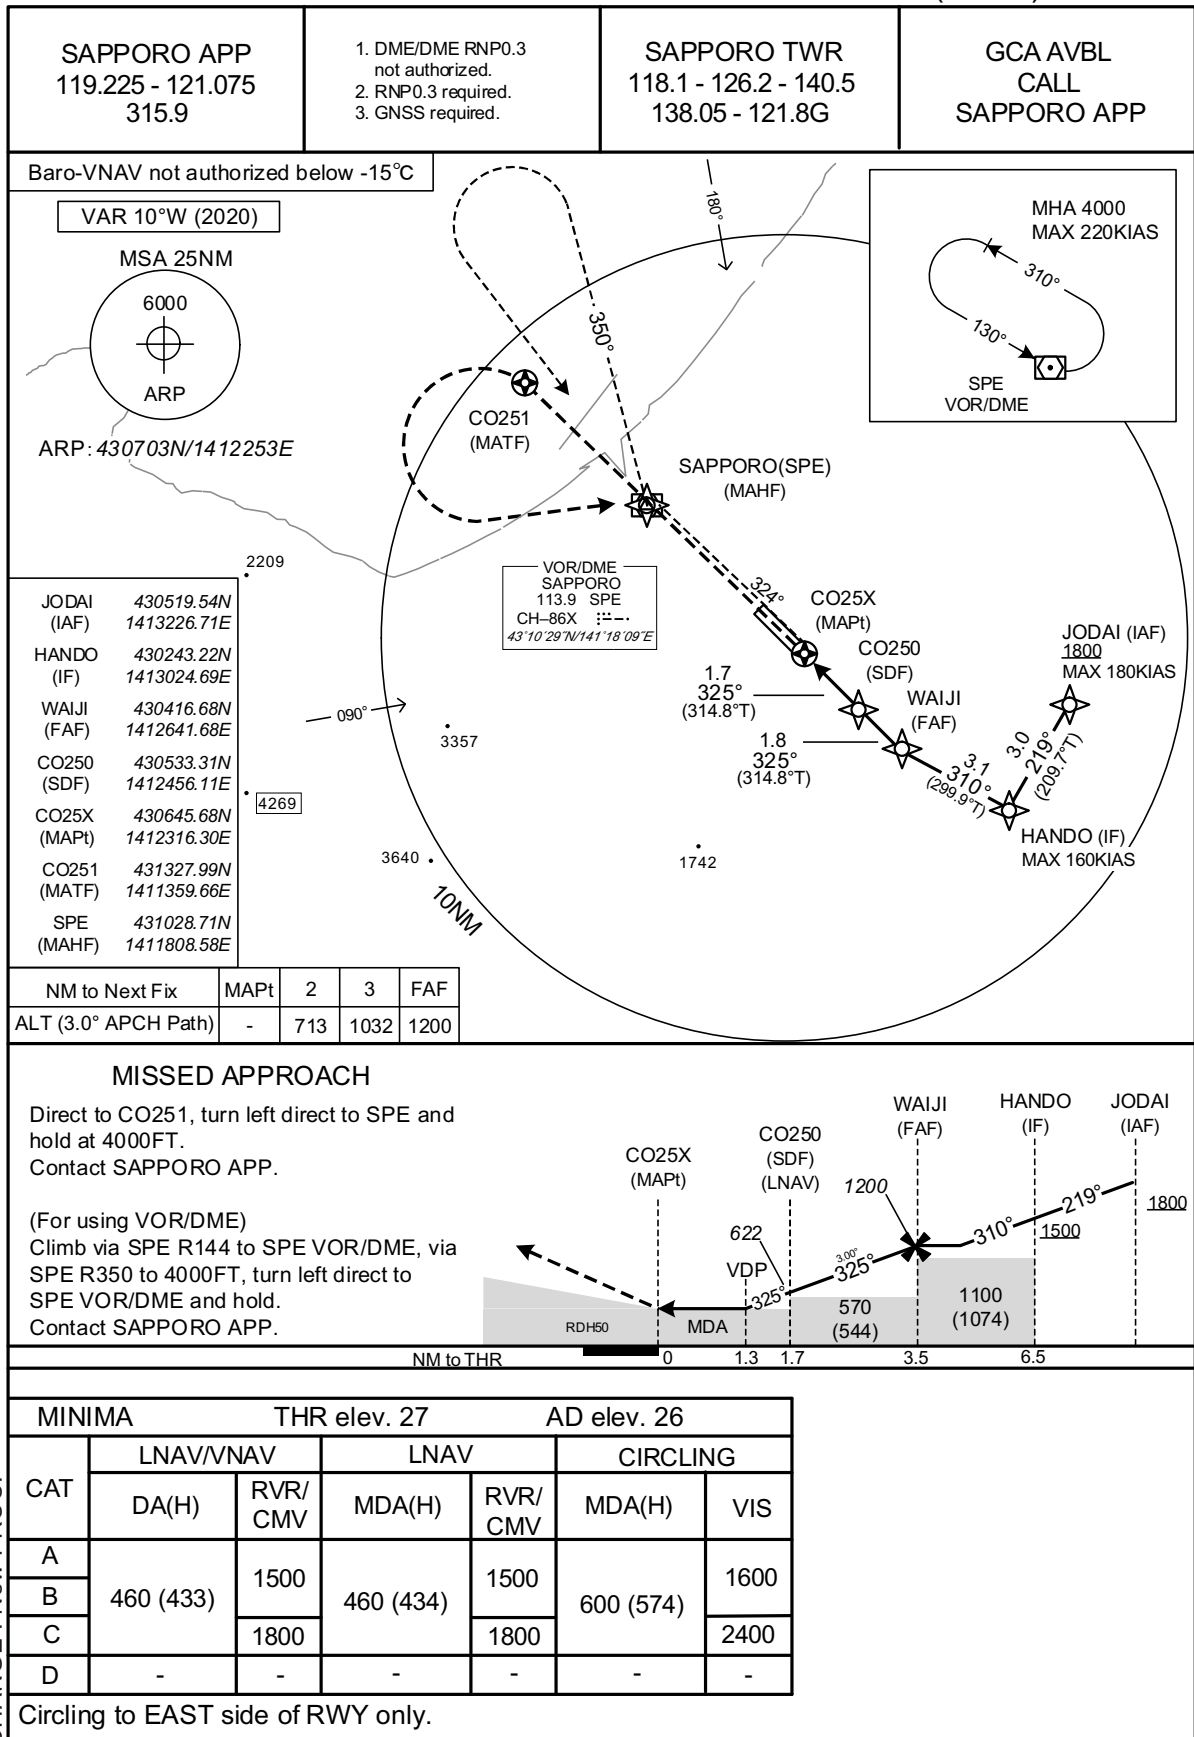 SAPPORO APP
119.225 - 121.075
315.9
1. DME/DME RNP0.3
not authorized.
2. RNP0.3 required.
3. GNSS required.
SAPPORO TWR
118.1 - 126.2 - 140.5
138.05 - 121.8G
GCA AVBL
CALL
SAPPORO APP
Baro-VNAV not authorized below -15°C
VAR 10°W (2020)
MSA 25NM
6000
ARP
ARP: 430703N/1412253E
180°
MHA 4000
MAX 220KIAS
310°
130°
SPE
VOR/DME
350°
CO251
(MATF)
SAPPORO(SPE)
(MAHF)
VOR/DME
SAPPORO
113.9 SPE
CH–86X
43°10'29"N/141°18'09"E
324°
CO25X
(MAPt)
CO250
(SDF)
WAIJI
(FAF)
JODAI (IAF)
1800
MAX 180KIAS
1.7
325°
(314.8°T)
1.8
325°
(314.8°T)
3.1
310°
(299.9°T)
3.0
219°
(209.7°T)
HANDO (IF)
MAX 160KIAS
090°
2209
3357
4269
3640
1742
10NM
JODAI 430519.54N
(IAF) 1413226.71E
HANDO 430243.22N
(IF) 1413024.69E
WAIJI 430416.68N
(FAF) 1412641.68E
CO250 430533.31N
(SDF) 1412456.11E
CO25X 430645.68N
(MAPt) 1412316.30E
CO251 431327.99N
(MATF) 1411359.66E
SPE 431028.71N
(MAHF) 1411808.58E
NM to Next Fix MAPt 2 3 FAF
ALT (3.0° APCH Path) - 713 1032 1200
MISSED APPROACH
Direct to CO251, turn left direct to SPE and
hold at 4000FT.
Contact SAPPORO APP.
(For using VOR/DME)
Climb via SPE R144 to SPE VOR/DME, via
SPE R350 to 4000FT, turn left direct to
SPE VOR/DME and hold.
Contact SAPPORO APP.
CO25X
(MAPt)
CO250
(SDF)
(LNAV)
WAIJI
(FAF)
HANDO
(IF)
JODAI
(IAF)
1200
622
VDP
325°
3.00°
325°
310°
219°
1500
1800
RDH50
MDA
570
(544)
1100
(1074)
NM to THR 0 1.3 1.7 3.5 6.5
MINIMA THR elev. 27 AD elev. 26
CAT LNAV/VNAV LNAV CIRCLING
DA(H) RVR/CMV MDA(H) RVR/CMV MDA(H) VIS
A
B 460 (433) 1500 460 (434) 1500 600 (574) 1600
C 1800 1800 2400
D - - - - - -
Circling to EAST side of RWY only.